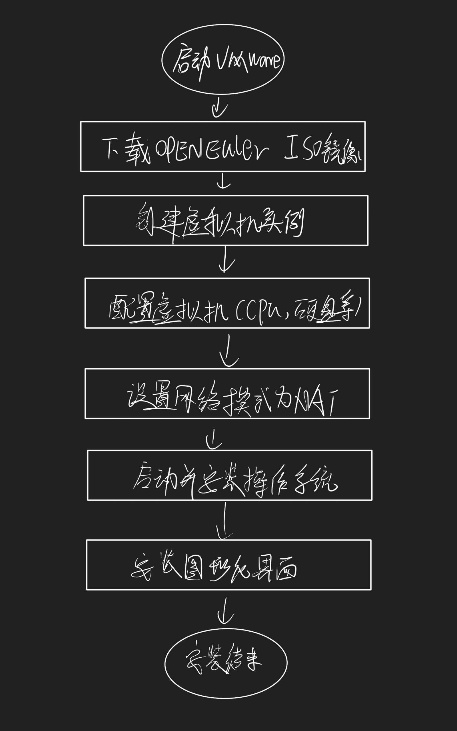 启动VMware
下载OPENEuler ISO镜像
创建虚拟机实例
配置虚拟机(CPU,硬盘等)
设置网络模式为NAT
启动并安装操作系统
安装图形化界面
安装结束